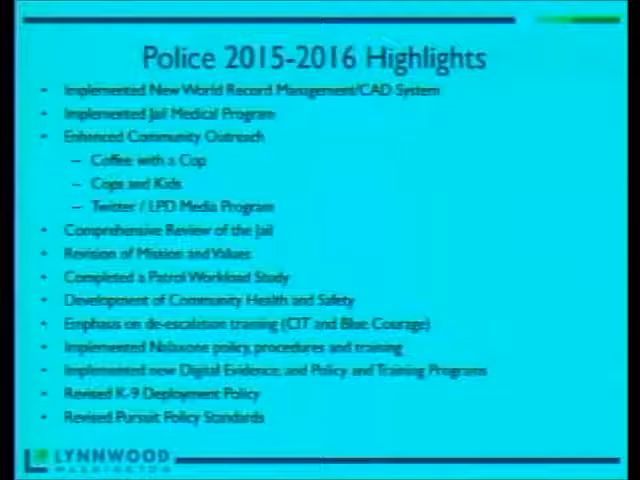 Police 2015-2016 Highlights
• Implemented New World Record Management/CAD System
• Implemented Jail Medical Program
• Enhanced Community Outreach
– Coffee with a Cop
– Cops and Kids
– Twitter / LPD Media Program
• Comprehensive Review of the Jail
• Revision of Mission and Values
• Completed a Patrol Workload Study
• Development of Community Health and Safety
• Emphasis on de-escalation training (CIT and Blue Courage)
• Implemented Naloxone policy, procedures and training
• Implemented new Digital Evidence, and Policy and Training Programs
• Revised K-9 Deployment Policy
• Revised Pursuit Policy Standards
LYNNWOOD
WASHINGTON